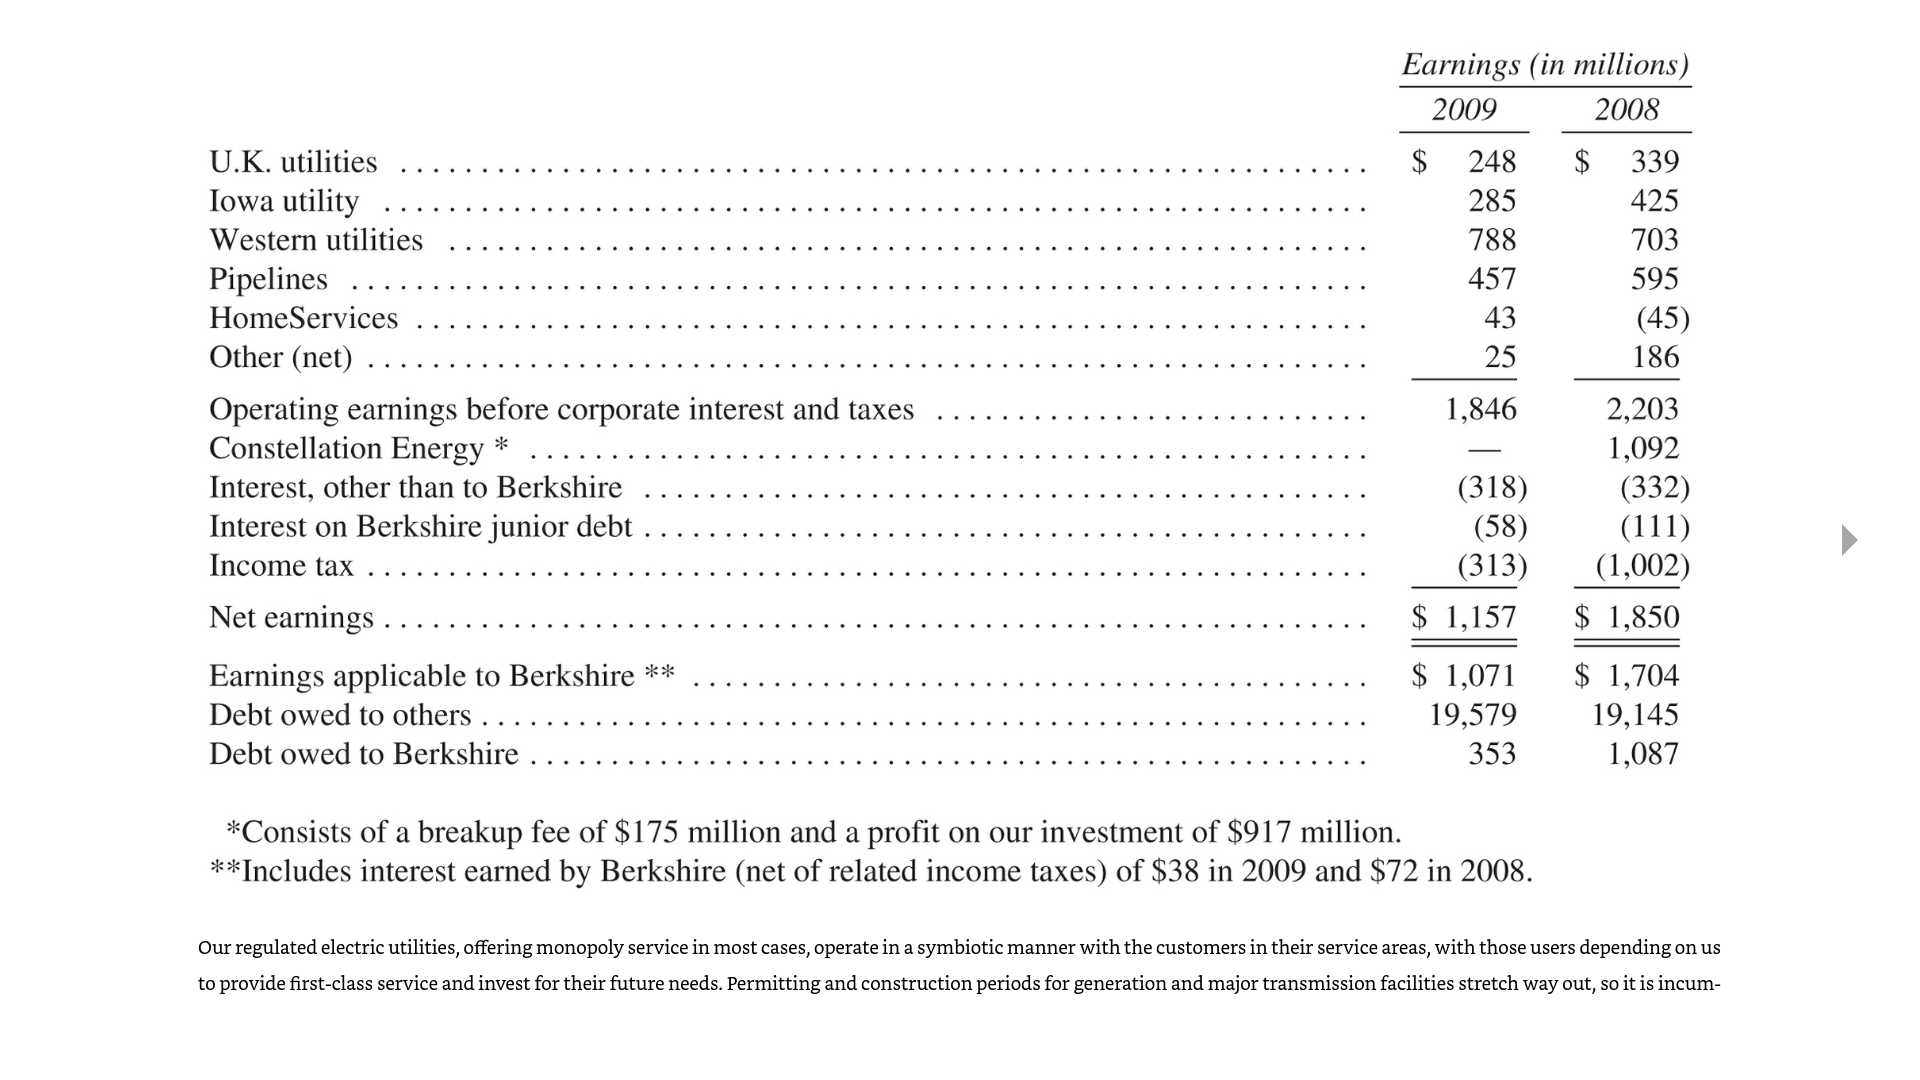 Earnings (in millions)
2009 2008
U.K. utilities ........................................................... $ 248 $ 339
Iowa utility ............................................................ 285 425
Western utilities ........................................................ 788 703
Pipelines .............................................................. 457 595
HomeServices .......................................................... 43 (45)
Other (net) ............................................................. 25 186
Operating earnings before corporate interest and taxes ........................... 1,846 2,203
Constellation Energy * ................................................... — 1,092
Interest, other than to Berkshire ............................................ (318) (332)
Interest on Berkshire junior debt ............................................ (58) (111)
Income tax ............................................................. (313) (1,002)
Net earnings ............................................................ $ 1,157 $ 1,850
Earnings applicable to Berkshire ** ......................................... $ 1,071 $ 1,704
Debt owed to others ...................................................... 19,579 19,145
Debt owed to Berkshire ................................................... 353 1,087
*Consists of a breakup fee of $175 million and a profit on our investment of $917 million.
**Includes interest earned by Berkshire (net of related income taxes) of $38 in 2009 and $72 in 2008.
Our regulated electric utilities, offering monopoly service in most cases, operate in a symbiotic manner with the customers in their service areas, with those users depending on us
to provide first-class service and invest for their future needs. Permitting and construction periods for generation and major transmission facilities stretch way out, so it is incum-